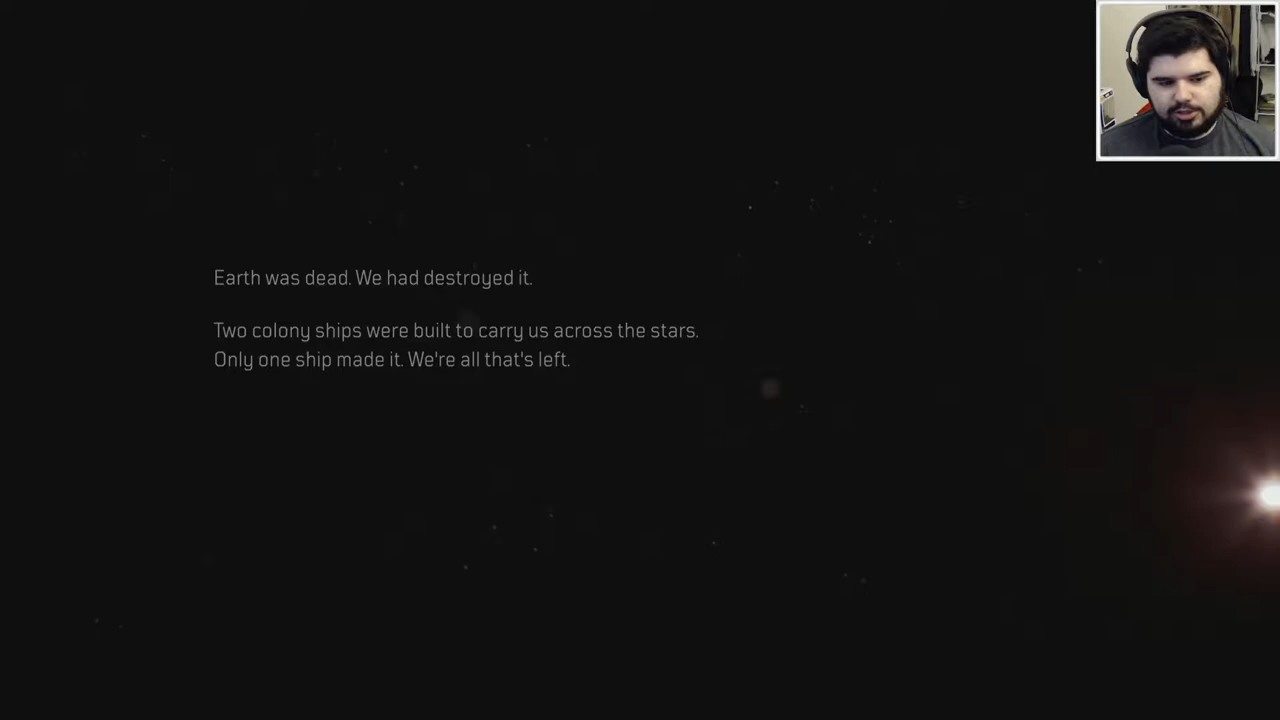 Earth was dead. We had destroyed it.
Two colony ships were built to carry us across the stars.
Only one ship made it. We're all that's left.